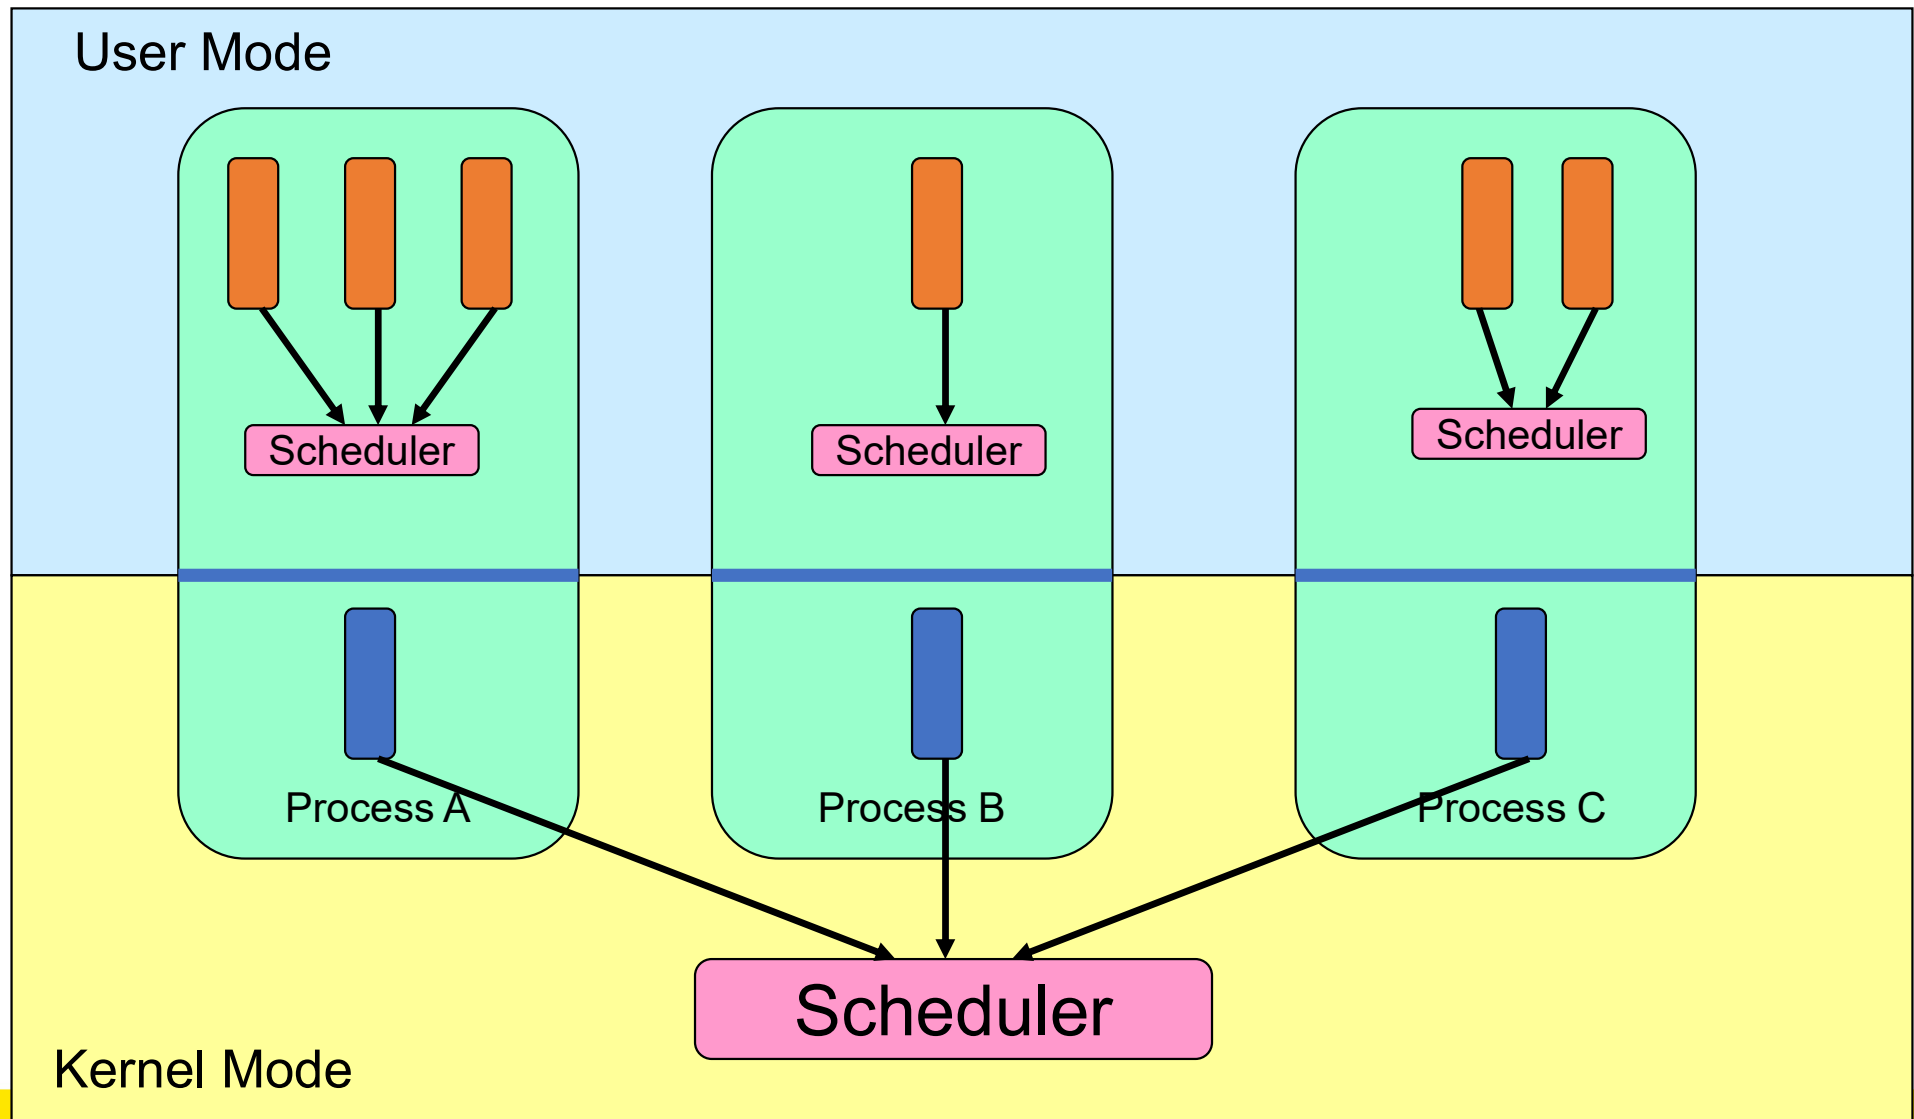 User Mode
Scheduler
Scheduler
Scheduler
Process A
Process B
Process C
Scheduler
Kernel Mode